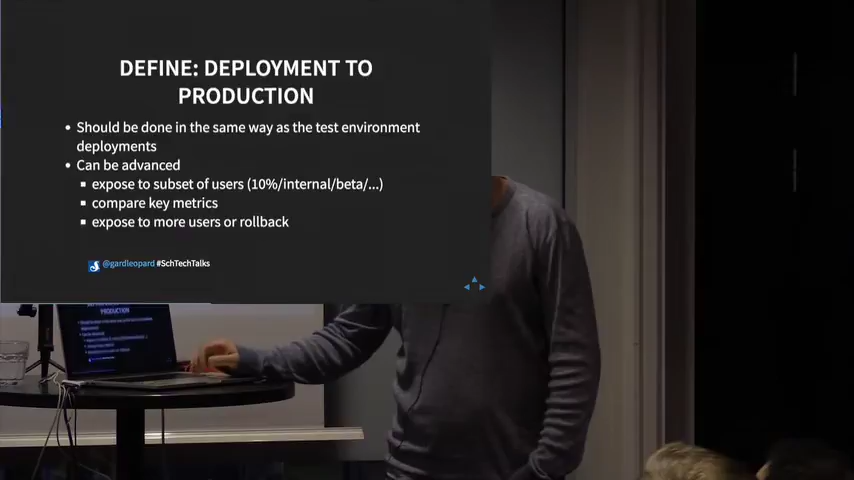 DEFINE: DEPLOYMENT TO
PRODUCTION
• Should be done in the same way as the test environment
deployments
• Can be advanced
▪ expose to subset of users (10%/internal/beta/...)
▪ compare key metrics
▪ expose to more users or rollback
@gardleopard #SchTechTalks
PRODUCTION